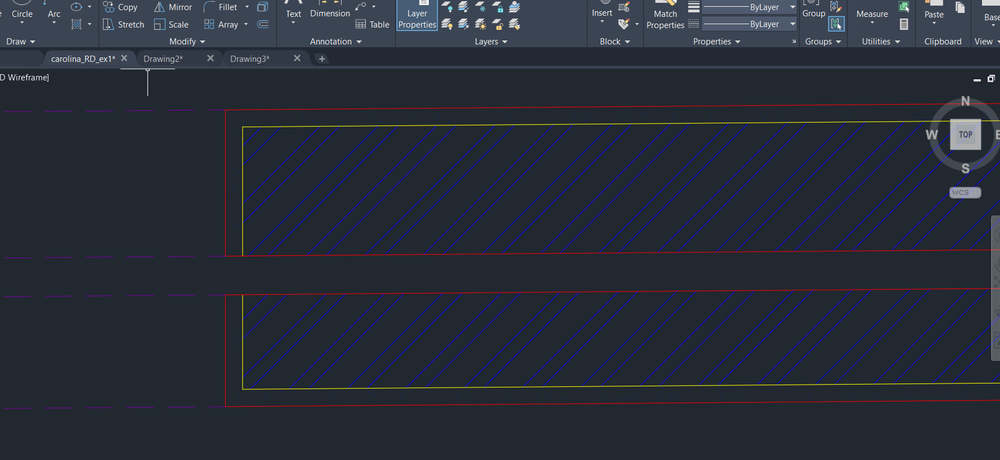 Circle Arc Copy Mirror Fillet Text Dimension Layer Properties Insert Match Properties ByLayer Group Measure Paste Base
Stretch Scale Array Table ByLayer
Draw Modify Annotation Layers Block Properties Groups Utilities Clipboard View
carolina_RD_ex1* Drawing2* Drawing3*
D Wireframe]
N
W TOP E
S
WCS